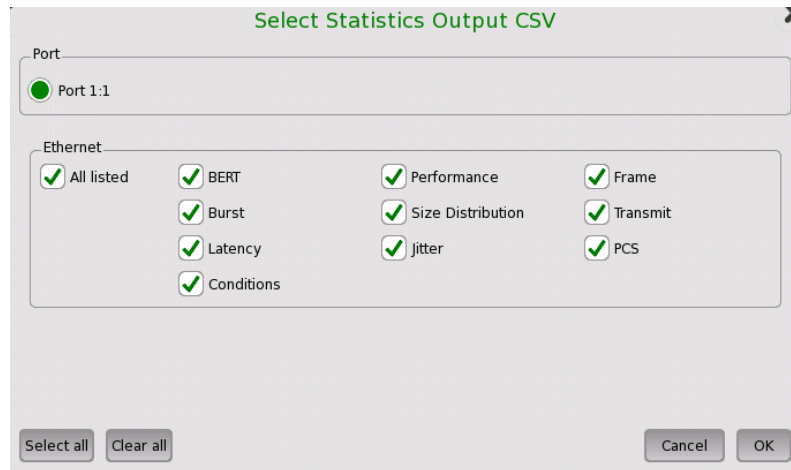 Select Statistics Output CSV
Port
Port 1:1
Ethernet
All listed BERT Performance Frame
Burst Size Distribution Transmit
Latency Jitter PCS
Conditions
Select all Clear all Cancel OK